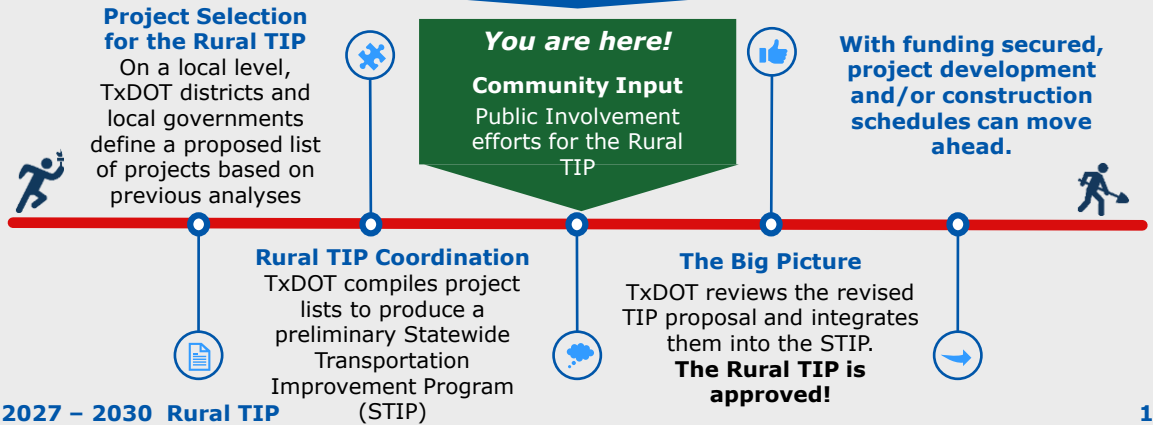 Project Selection
for the Rural TIP
On a local level,
TxDOT districts and
local governments
define a proposed list
of projects based on
previous analyses
Rural TIP Coordination
TxDOT compiles project
lists to produce a
preliminary Statewide
Transportation
Improvement Program
(STIP)
You are here!
Community Input
Public Involvement
efforts for the Rural
TIP
The Big Picture
TxDOT reviews the revised
TIP proposal and integrates
them into the STIP.
The Rural TIP is
approved!
With funding secured,
project development
and/or construction
schedules can move
ahead.
2027 – 2030 Rural TIP
1